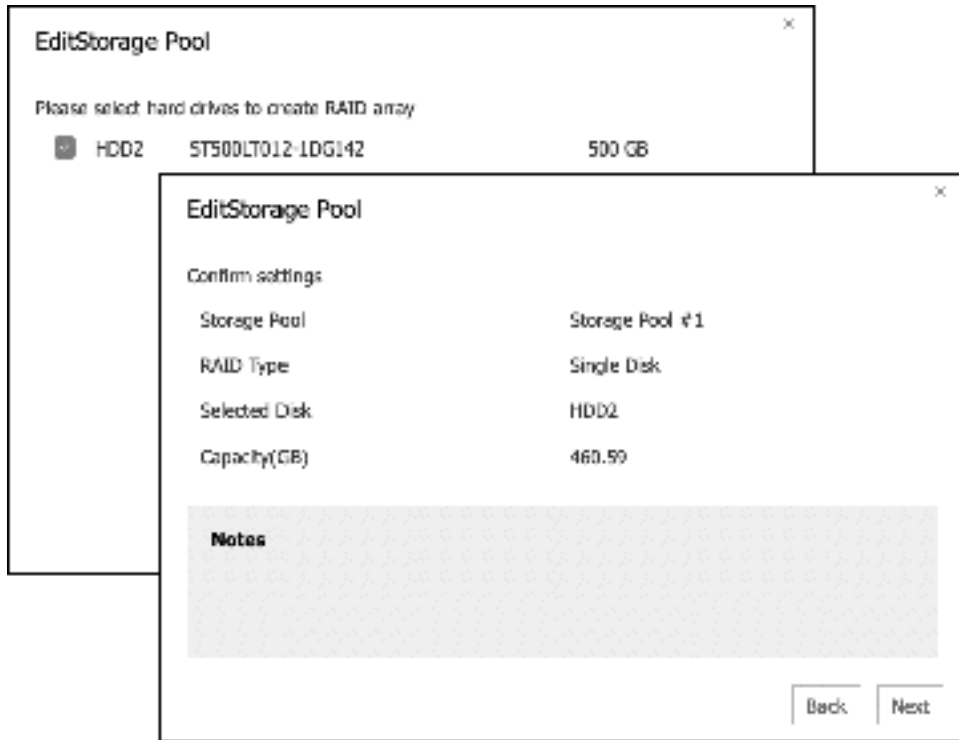 EditStorage Pool
Please select hard drives to create RAID array
HDD2 ST500LT012-1DG142 500 GB
EditStorage Pool
Confirm settings
Storage Pool Storage Pool #1
RAID Type Single Disk
Selected Disk HDD2
Capacity(GB) 460.59
Notes
Back Next